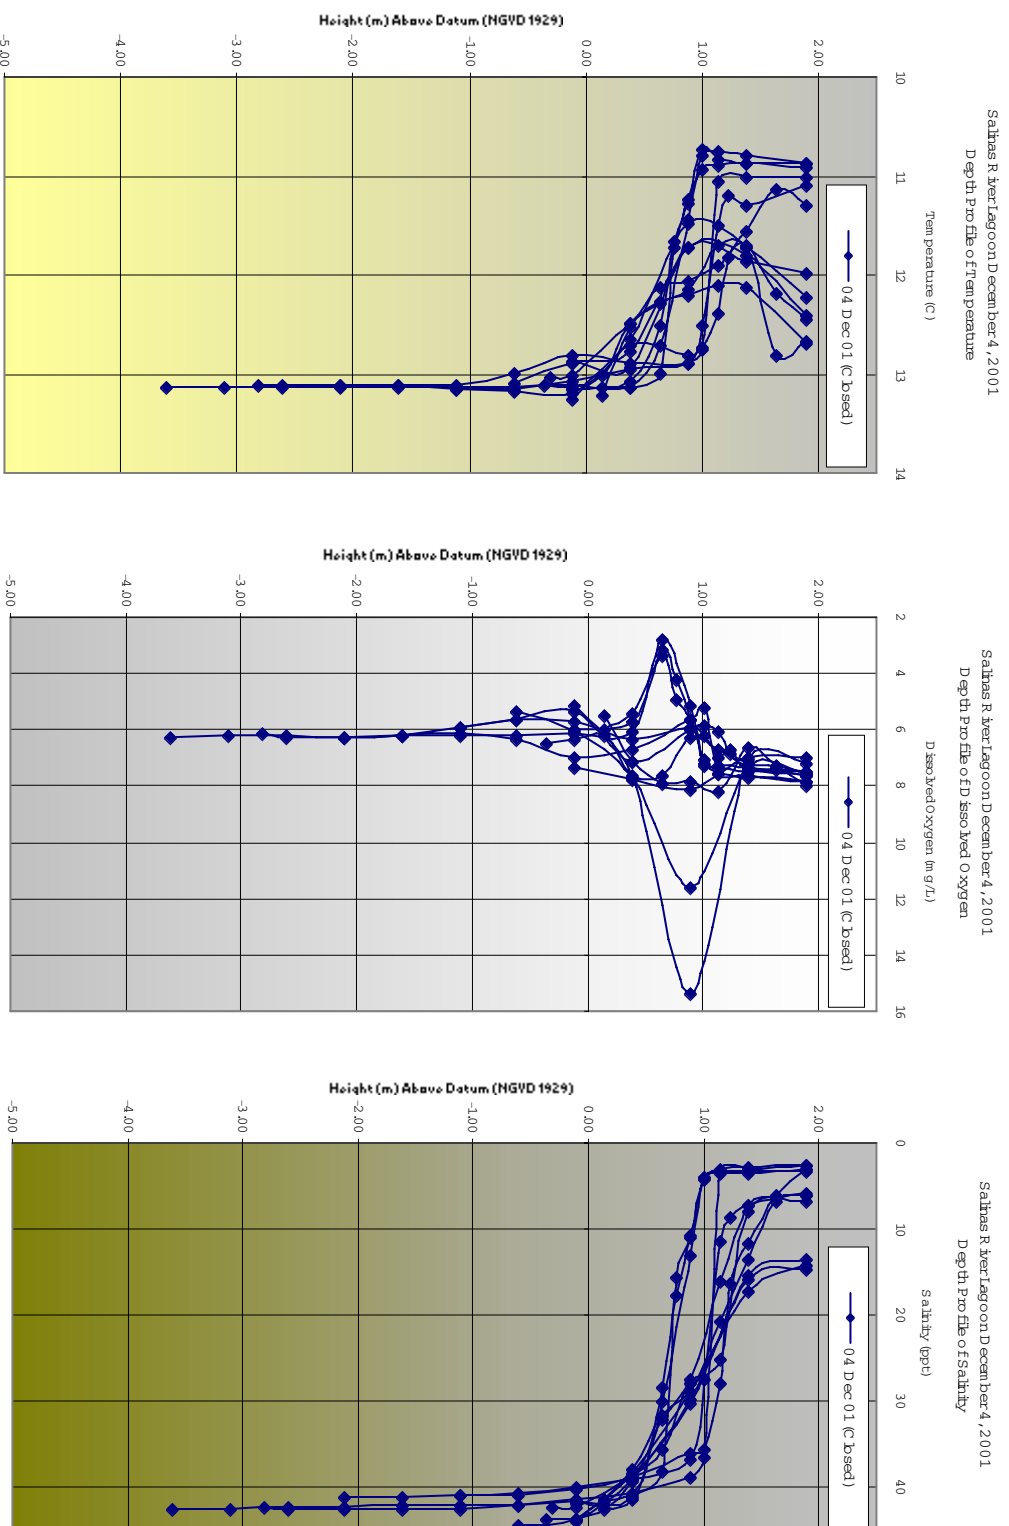 Salinas River Lagoon December 4, 2001
Depth Profile of Temperature
Temperature (C)
10
11
12
13
14
2.00
1.00
0.00
-1.00
-2.00
-3.00
-4.00
-5.00
Height (m) Above Datum (NGVD 1929)
04 Dec 01 (Closed)
Salinas River Lagoon December 4, 2001
Depth Profile of Dissolved Oxygen
Dissolved Oxygen (mg/L)
2
4
6
8
10
12
14
16
2.00
1.00
0.00
-1.00
-2.00
-3.00
-4.00
-5.00
Height (m) Above Datum (NGVD 1929)
04 Dec 01 (Closed)
Salinas River Lagoon December 4, 2001
Depth Profile of Salinity
Salinity (ppt)
0
10
20
30
40
2.00
1.00
0.00
-1.00
-2.00
-3.00
-4.00
-5.00
Height (m) Above Datum (NGVD 1929)
04 Dec 01 (Closed)